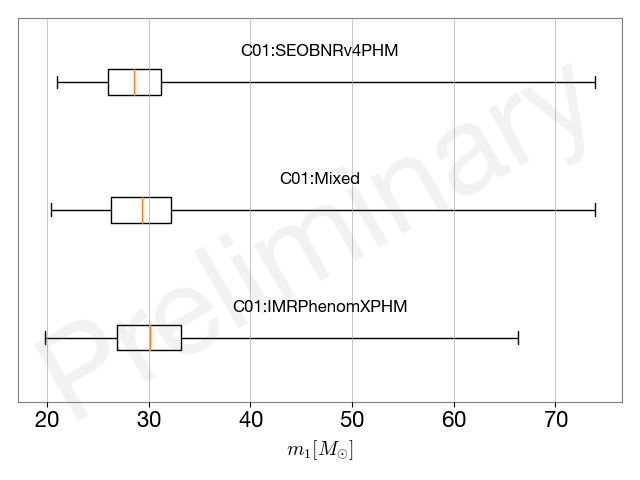 C01:SEOBNRv4PHM
C01:Mixed
C01:IMRPhenomXPHM
Preliminary
20 30 40 50 60 70
m₁[M☉]